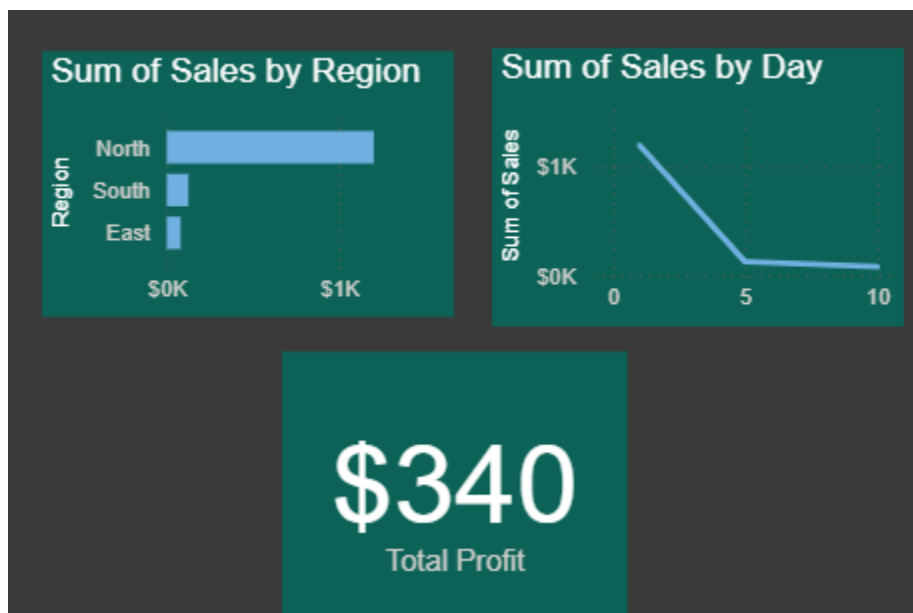 Sum of Sales by Region
Region
North
South
East
$0K $1K
Sum of Sales by Day
Sum of Sales
$1K
$0K
0 5 10
$340
Total Profit